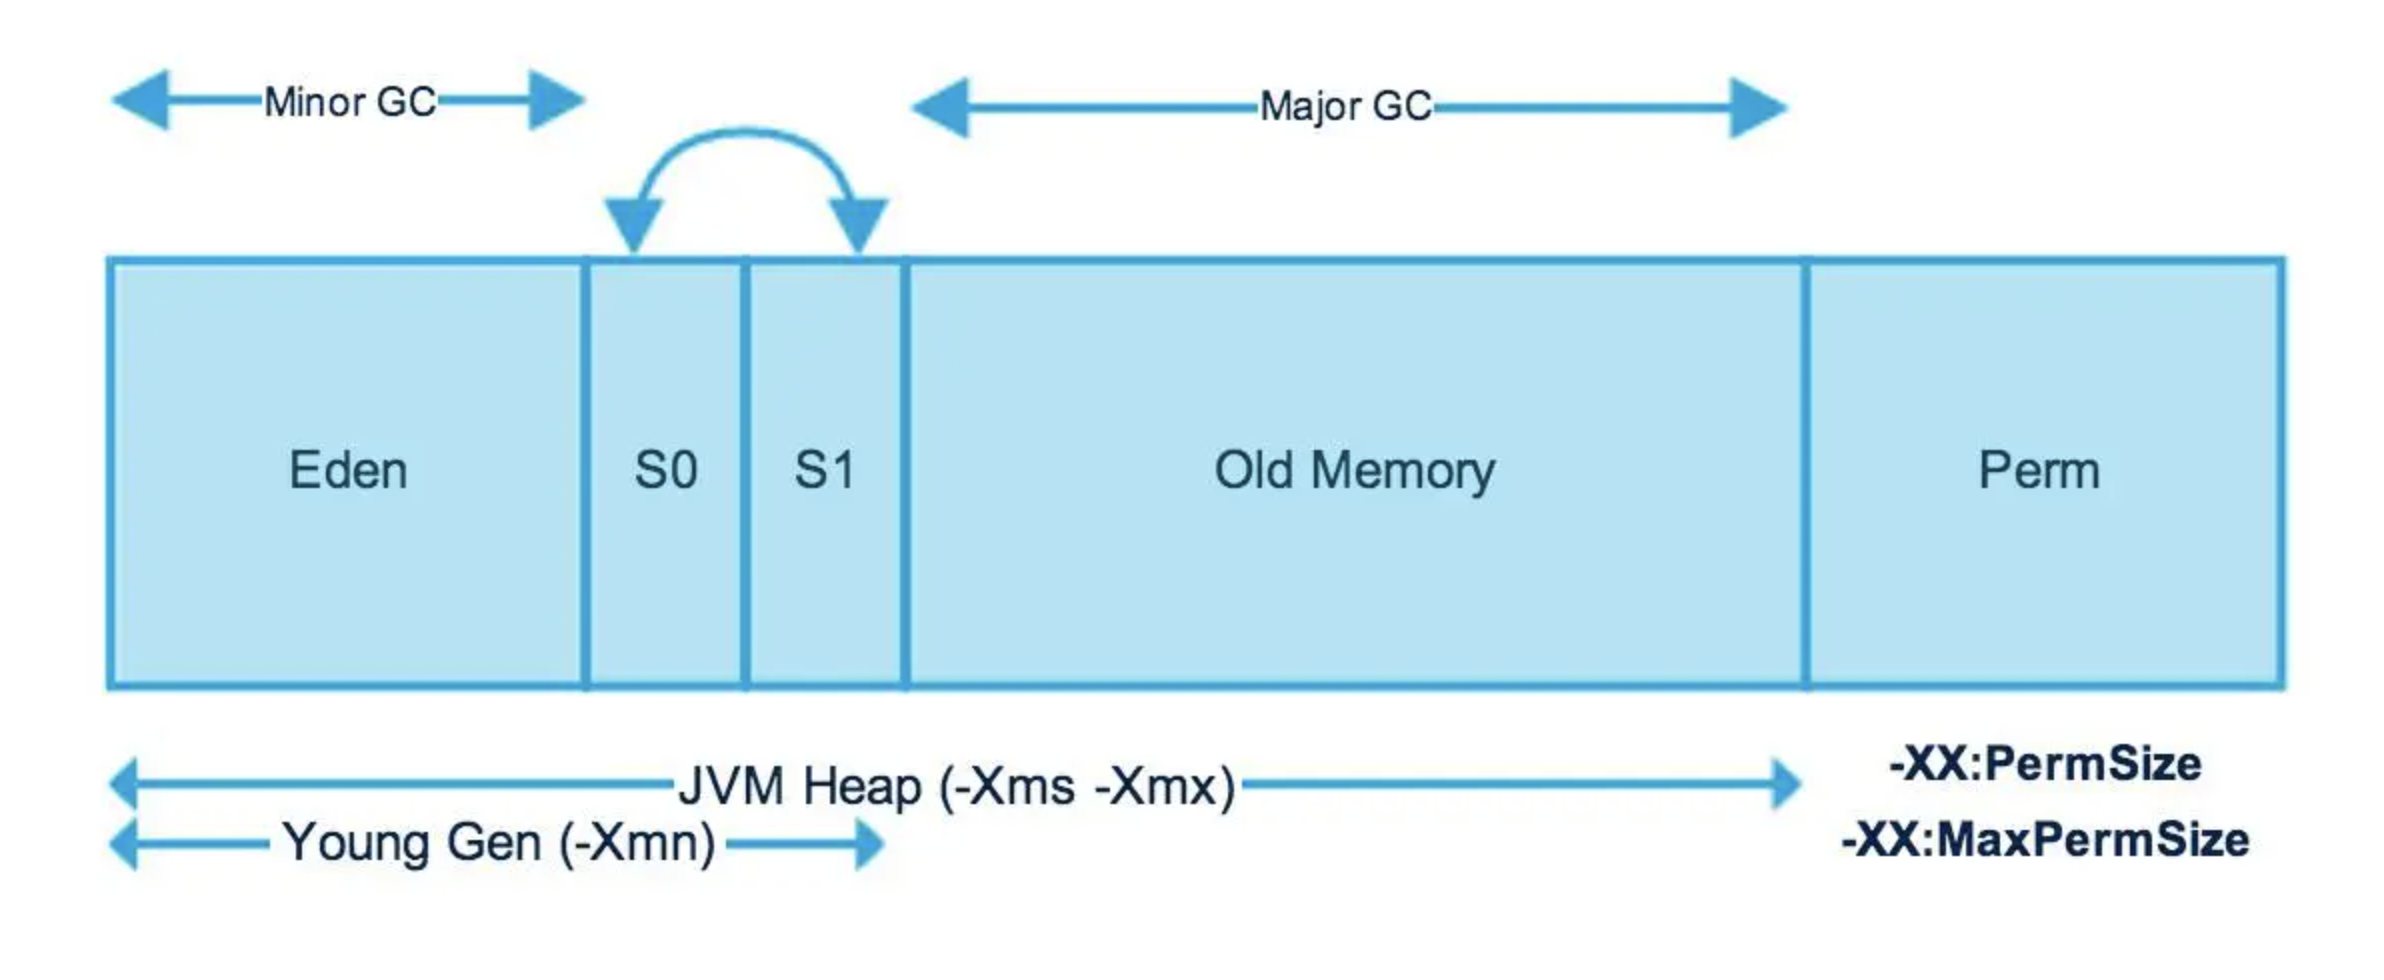 Minor GC
Major GC
Eden
S0
S1
Old Memory
Perm
JVM Heap (-Xms -Xmx)
Young Gen (-Xmn)
-XX:PermSize
-XX:MaxPermSize